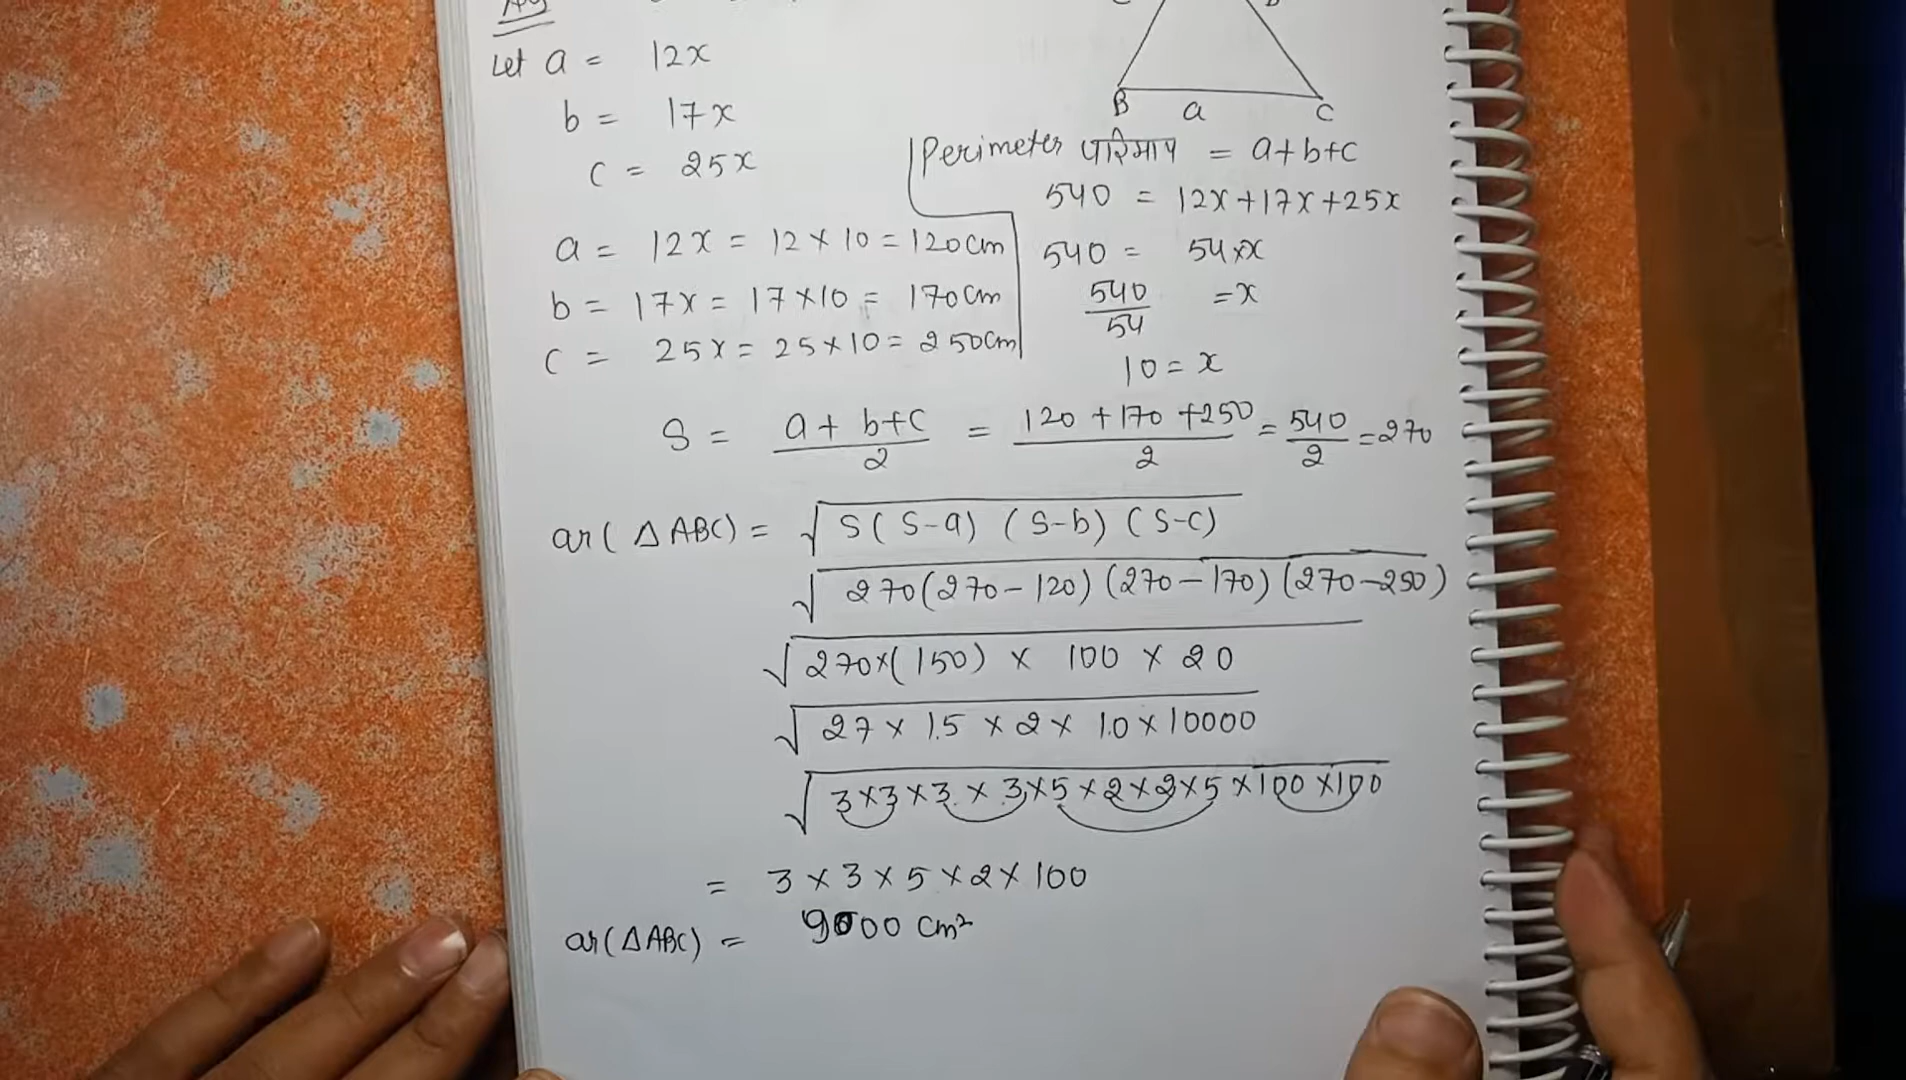 Let a = 12x
b = 17x
c = 25x
B a C
Perimeter परिमाप = a+b+c
540 = 12x+17x+25x
540 = 54×x
540/54 = x
10 = x
a = 12x = 12 × 10 = 120cm
b = 17x = 17 × 10 = 170cm
c = 25x = 25 × 10 = 250cm
S = a + b+c/2 = 120 + 170 + 250/2 = 540/2 = 270
ar( Δ ABC) = √S( S-a) ( S-b) ( S-c)
√270(270-120) (270-170) (270-250)
√270×(150) × 100 × 20
√27 × 15 × 2 × 10 × 10000
√3×3×3×3×5×2×2×5×100×100
= 3 × 3 × 5 × 2 × 100
ar(ΔABC) = 9000 cm²